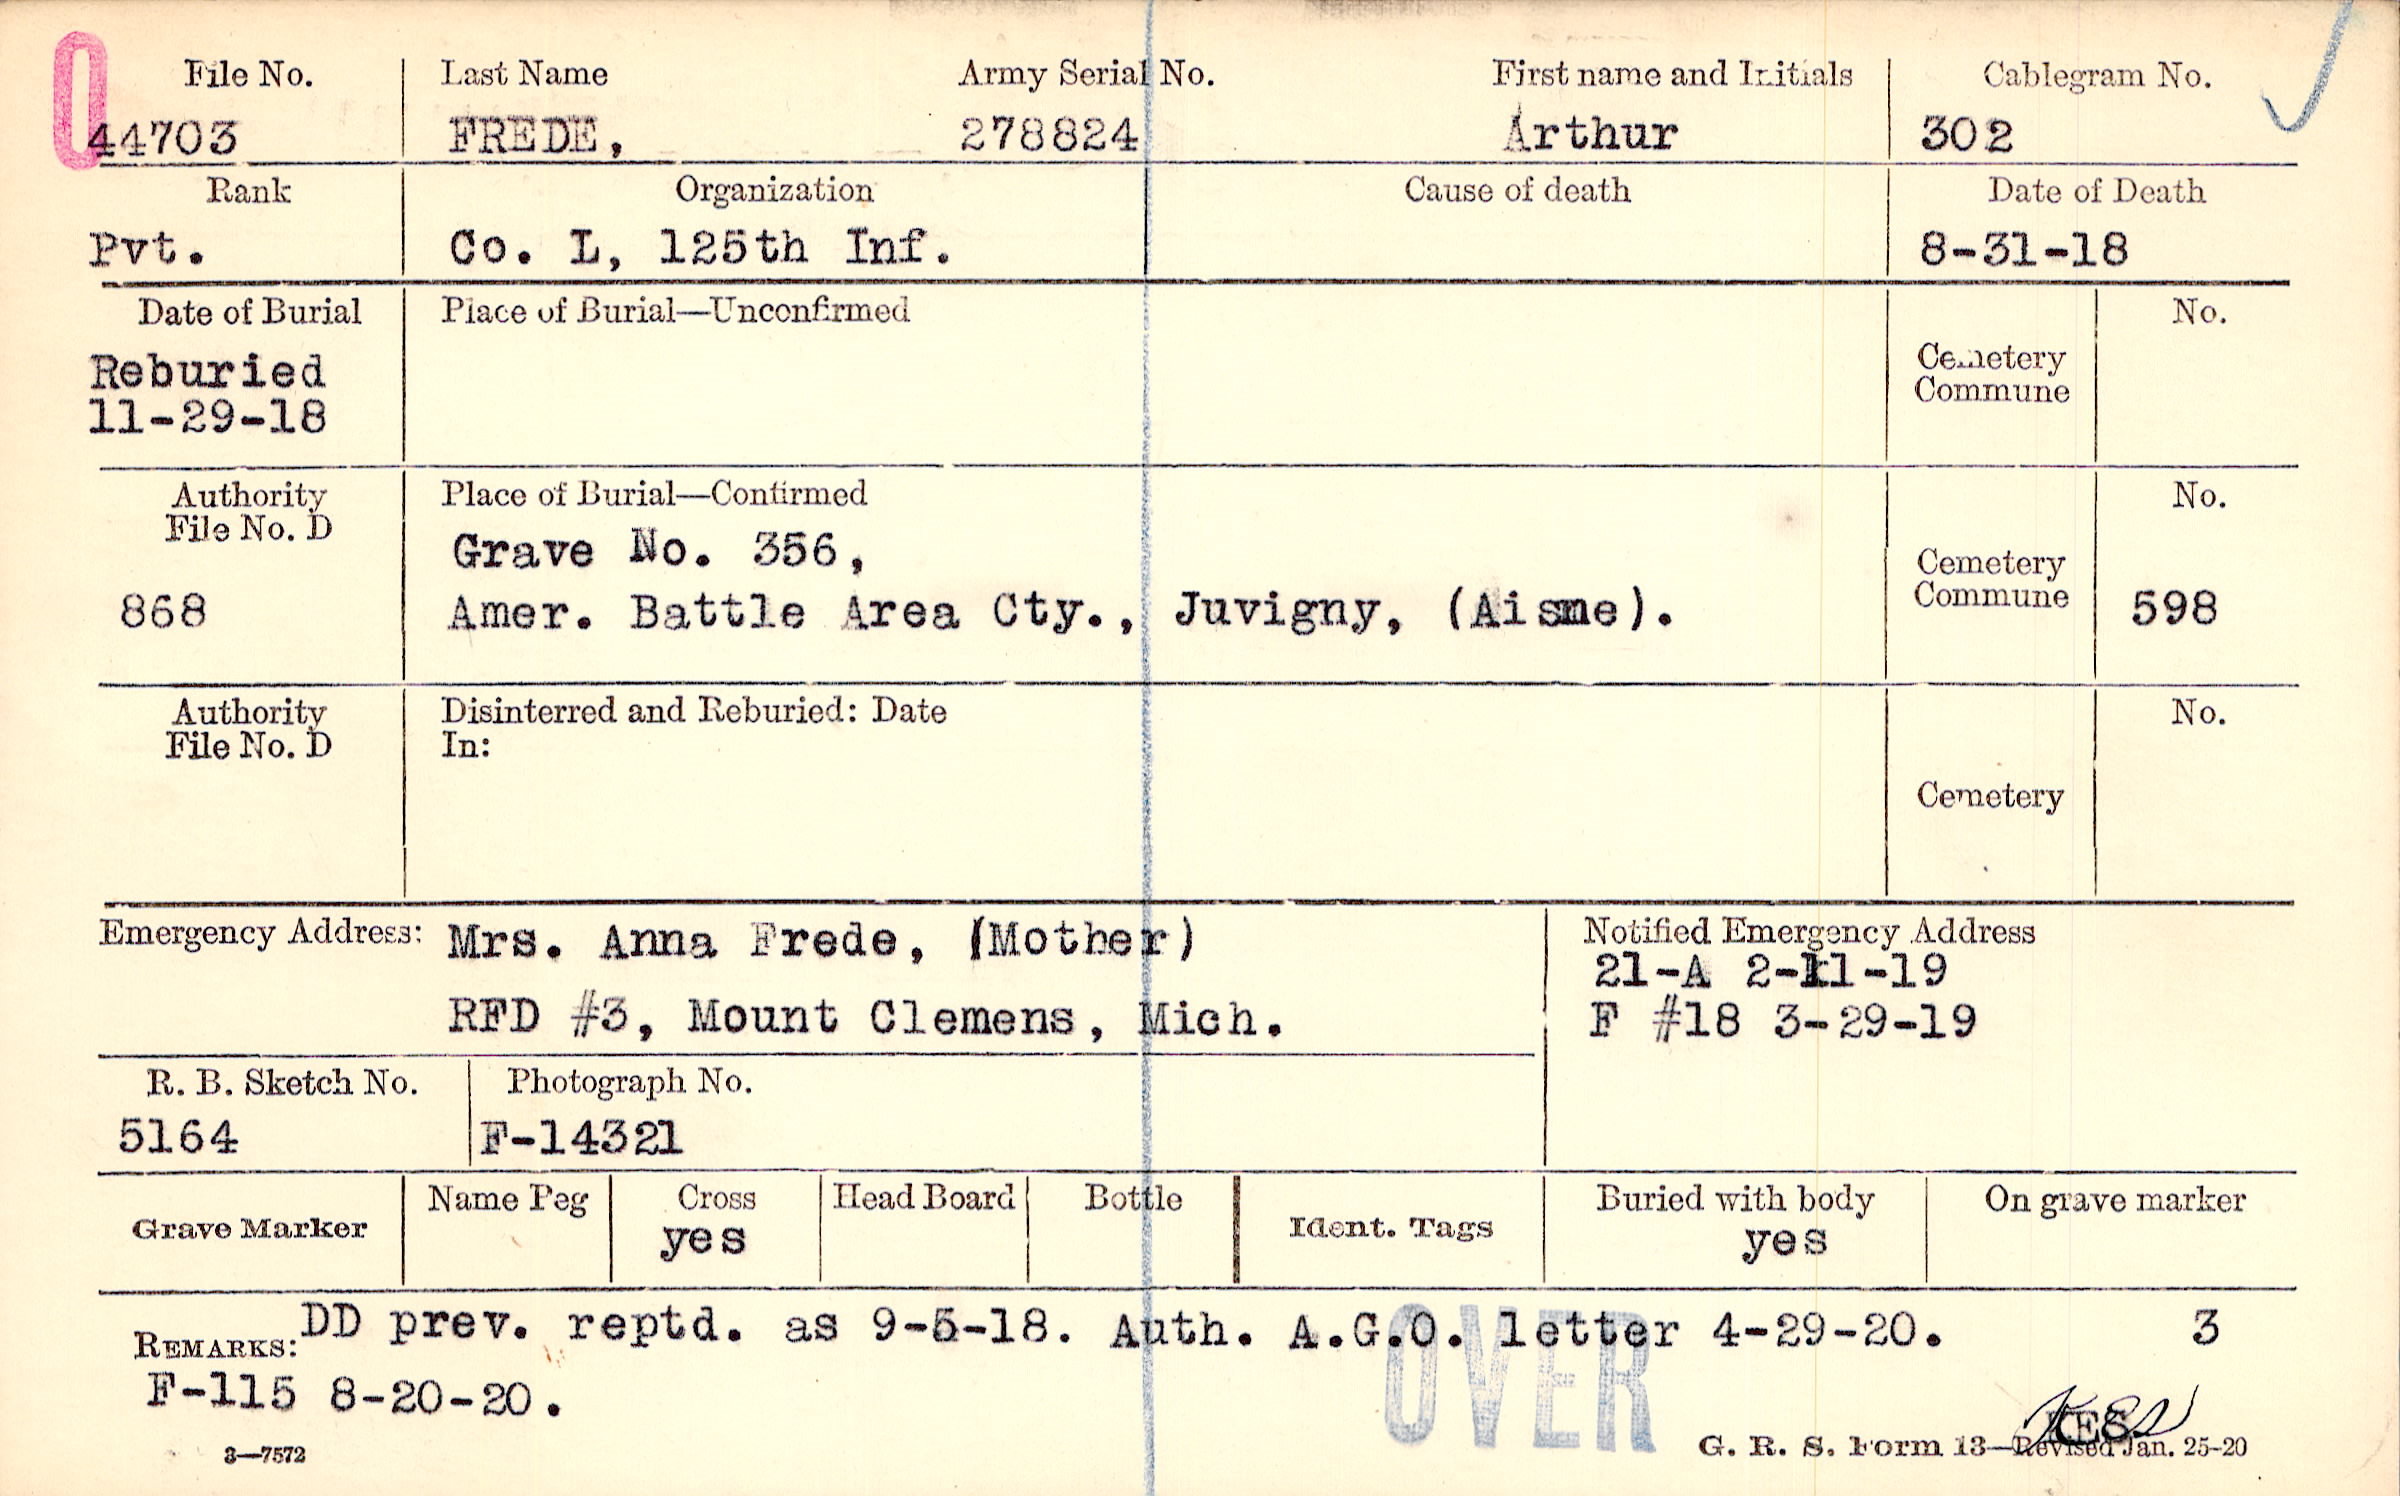 0
File No. Last Name Army Serial No. First name and Initials Cablegram No.
44703 FREDE, 278824 Arthur 302
Rank Organization Cause of death Date of Death
Pvt. Co. L, 125th Inf. 8-31-18
Date of Burial Place of Burial—Unconfirmed No.
Reburied
11-29-18
Cemetery
Commune
Authority Place of Burial—Confirmed No.
File No. D
Grave No. 356,
Cemetery
Commune
868 Amer. Battle Area Cty., Juvigny, (Aisne). 598
Authority Disinterred and Reburied: Date No.
File No. D In:
Cemetery
Emergency Address: Mrs. Anna Frede, (Mother)
RFD #3, Mount Clemens, Mich.
Notified Emergency Address
21-A 2-11-19
F #18 3-29-19
R. B. Sketch No. Photograph No.
5164 F-14321
Grave Marker Name Peg Cross Head Board Bottle Ident. Tags Buried with body On grave marker
yes yes
REMARKS: DD prev. reptd. as 9-5-18. Auth. A.G.O. letter 4-29-20. 3
F-115 8-20-20.
OVER
KES
3—7572 G. R. S. Form 13—Revised Jan. 25-20